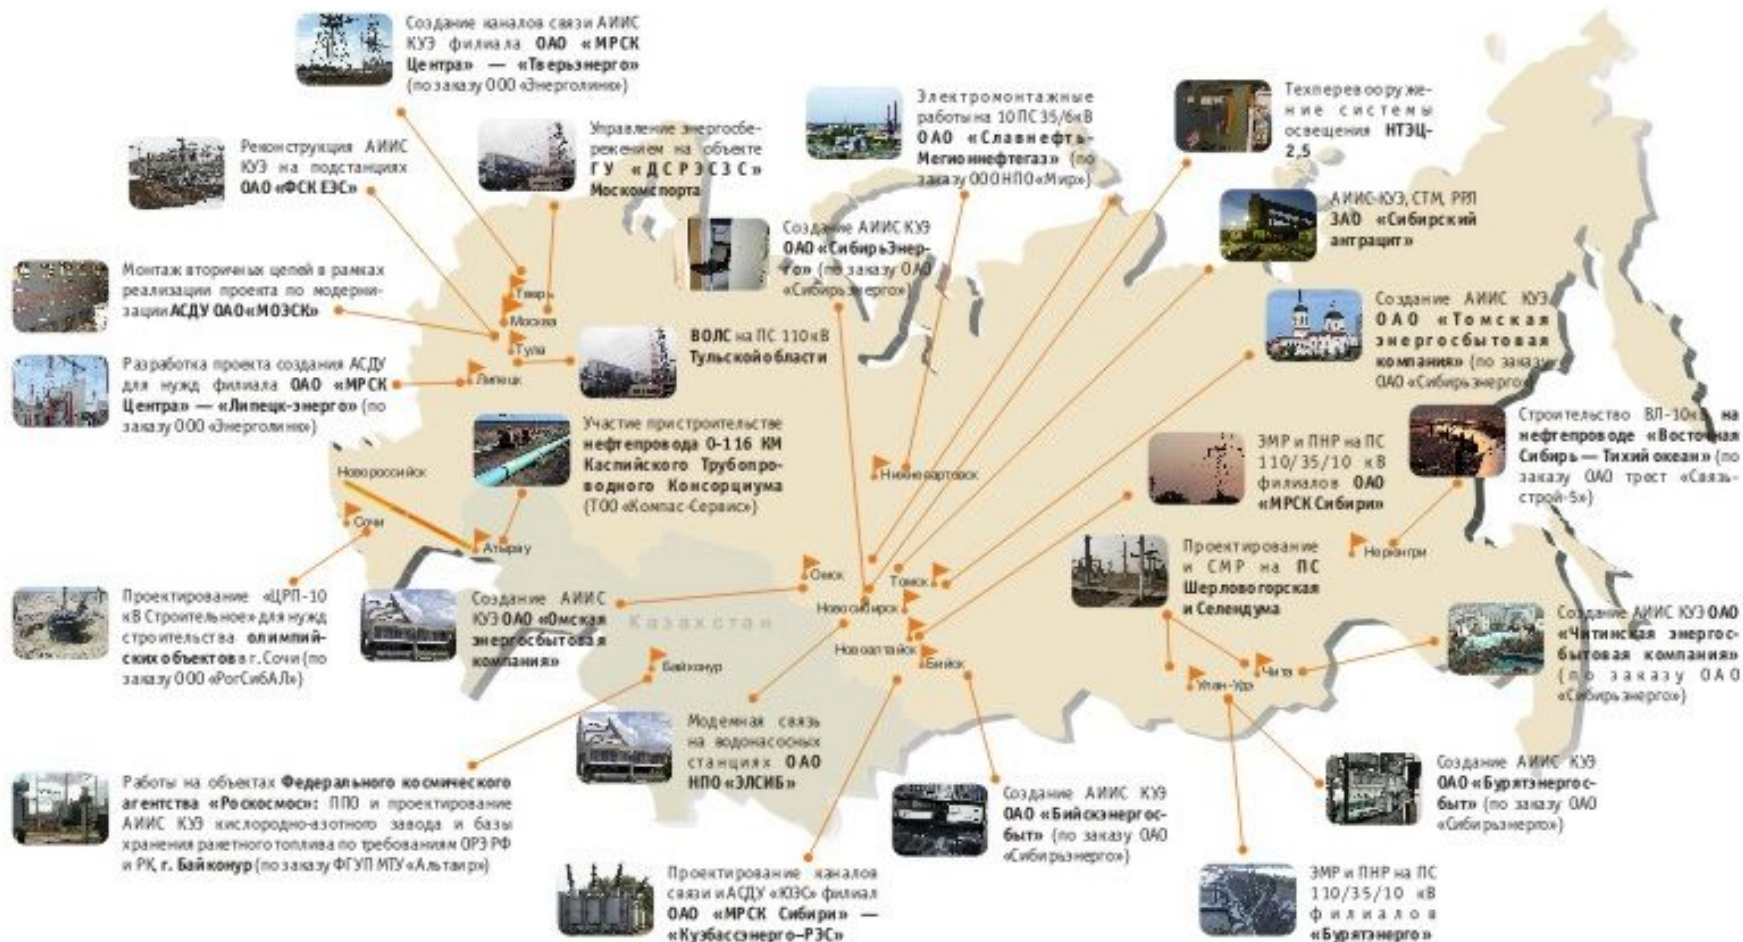 Создание каналов связи АИИС
КУЭ филиала ОАО «МРСК
Центра» — «Тверьэнерго»
(по заказу ООО «Энерголинк»)
Реконструкция АИИС
КУЭ на подстанциях
ОАО «ФСК ЕЭС»
Управление энергосбе-
режением на объекте
ГУ «ДСРЭСЗС»
Москомспорта
Электромонтажные
работы на 10 ПС 35/6кВ
ОАО «Славнефть-
Мегионнефтегаз» (по
заказу ООО НПО «Мир»)
Техперевооруже-
ние системы
освещения НТЭЦ-
2,5
АИИС-КУЭ, СТМ, РРЛ
ЗАО «Сибирский
антрацит»
Создание АИИС КУЭ
ОАО «СибирьЭнер-
го» (по заказу ОАО
«Сибирьэнерго»)
Монтаж вторичных цепей в рамках
реализации проекта по модерни-
зации АСДУ ОАО «МОЭСК»
Разработка проекта создания АСДУ
для нужд филиала ОАО «МРСК
Центра» — «Липецк-энерго» (по
заказу ООО «Энерголинк»)
Тверь
Москва
Тула
Липецк
ВОЛС на ПС 110 кВ
Тульской области
Создание АИИС КУЭ
ОАО «Томская
энергосбытовая
компания» (по заказу
ОАО «Сибирьэнерго»)
Участие при строительстве
нефтепровода 0-116 КМ
Каспийского Трубопро-
водного Консорциума
(ТОО «Компас-Сервис»)
ЭМР и ПНР на ПС
110/35/10 кВ
филиалов ОАО
«МРСК Сибири»
Строительство ВЛ-10кВ на
нефтепроводе «Восточная
Сибирь — Тихий океан» (по
заказу ОАО трест «Связь-
строй-5»)
Новороссийск
Сочи
Атырау
Нижневартовск
Нерюнгри
Проектирование
и СМР на ПС
Шерловогорская
и Селендума
Проектирование «ЦРП-10
кВ Строительное» для нужд
строительства олимпий-
ских объектов в г. Сочи (по
заказу ООО «РогСибАЛ»)
Создание АИИС
КУЭ ОАО «Омская
энергосбытовая
компания»
Казахстан
Омск
Томск
Новосибирск
Новоалтайск
Бийск
Байконур
Улан-Удэ
Чита
Создание АИИС КУЭ ОАО
«Читинская энергос-
бытовая компания»
(по заказу ОАО
«Сибирьэнерго»)
Модемная связь
на водонасосных
станциях ОАО
НПО «ЭЛСИБ»
Работы на объектах Федерального космического
агентства «Роскосмос»: ППО и проектирование
АИИС КУЭ кислородно-азотного завода и базы
хранения ракетного топлива по требованиям ОРЭ РФ
и РК, г. Байконур (по заказу ФГУП МТУ «Альтаир»)
Создание АИИС КУЭ
ОАО «Бийскэнергос-
быт» (по заказу ОАО
«Сибирьэнерго»)
Создание АИИС КУЭ
ОАО «Бурятэнергос-
быт» (по заказу ОАО
«Сибирьэнерго»)
Проектирование каналов
связи и АСДУ «ЮЭС» филиал
ОАО «МРСК Сибири» —
«Кузбассэнерго–РЭС»
ЭМР и ПНР на ПС
110/35/10 кВ
филиалов
«Бурятэнерго»